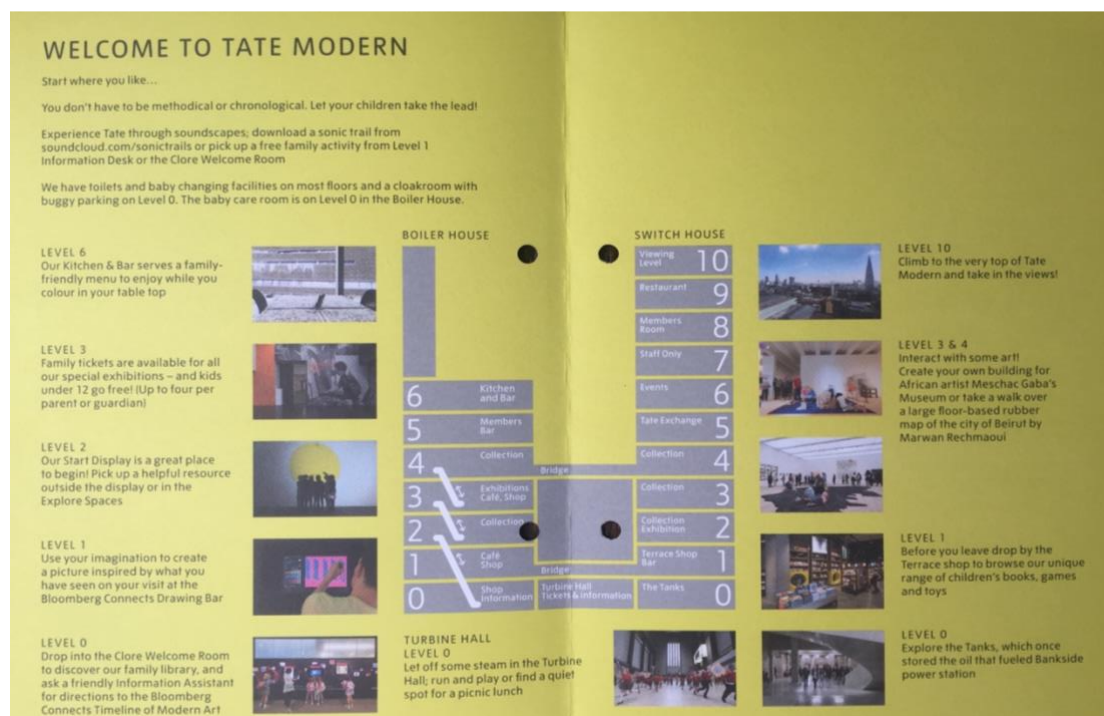 WELCOME TO TATE MODERN
Start where you like...
You don't have to be methodical or chronological. Let your children take the lead!
Experience Tate through soundscapes; download a sonic trail from
soundcloud.com/sonictrails or pick up a free family activity from Level 1
Information Desk or the Clore Welcome Room
We have toilets and baby changing facilities on most floors and a cloakroom with
buggy parking on Level 0. The baby care room is on Level 0 in the Boiler House.
LEVEL 6
Our Kitchen & Bar serves a family-
friendly menu to enjoy while you
colour in your table top
LEVEL 3
Family tickets are available for all
our special exhibitions – and kids
under 12 go free! (Up to four per
parent or guardian)
LEVEL 2
Our Start Display is a great place
to begin! Pick up a helpful resource
outside the display or in the
Explore Spaces
LEVEL 1
Use your imagination to create
a picture inspired by what you
have seen on your visit at the
Bloomberg Connects Drawing Bar
LEVEL 0
Drop into the Clore Welcome Room
to discover our family library, and
ask a friendly Information Assistant
for directions to the Bloomberg
Connects Timeline of Modern Art
BOILER HOUSE
6 Kitchen
and Bar
5 Members
Bar
4 Collection
3 Exhibitions
Café, Shop
2 Collection
1 Café
Shop
0 Shop
Information
Bridge
Bridge
Turbine Hall
Tickets & information
SWITCH HOUSE
Viewing
Level 10
Restaurant 9
Members
Room 8
Staff Only 7
Events 6
Tate Exchange 5
Collection 4
Collection 3
Collection
Exhibition 2
Terrace Shop
Bar 1
The Tanks 0
TURBINE HALL
LEVEL 0
Let off some steam in the Turbine
Hall; run and play or find a quiet
spot for a picnic lunch
LEVEL 10
Climb to the very top of Tate
Modern and take in the views!
LEVEL 3 & 4
Interact with some art!
Create your own building for
African artist Meschac Gaba's
Museum or take a walk over
a large floor-based rubber
map of the city of Beirut by
Marwan Rechmaoui
LEVEL 1
Before you leave drop by the
Terrace shop to browse our unique
range of children's books, games
and toys
LEVEL 0
Explore the Tanks, which once
stored the oil that fueled Bankside
power station